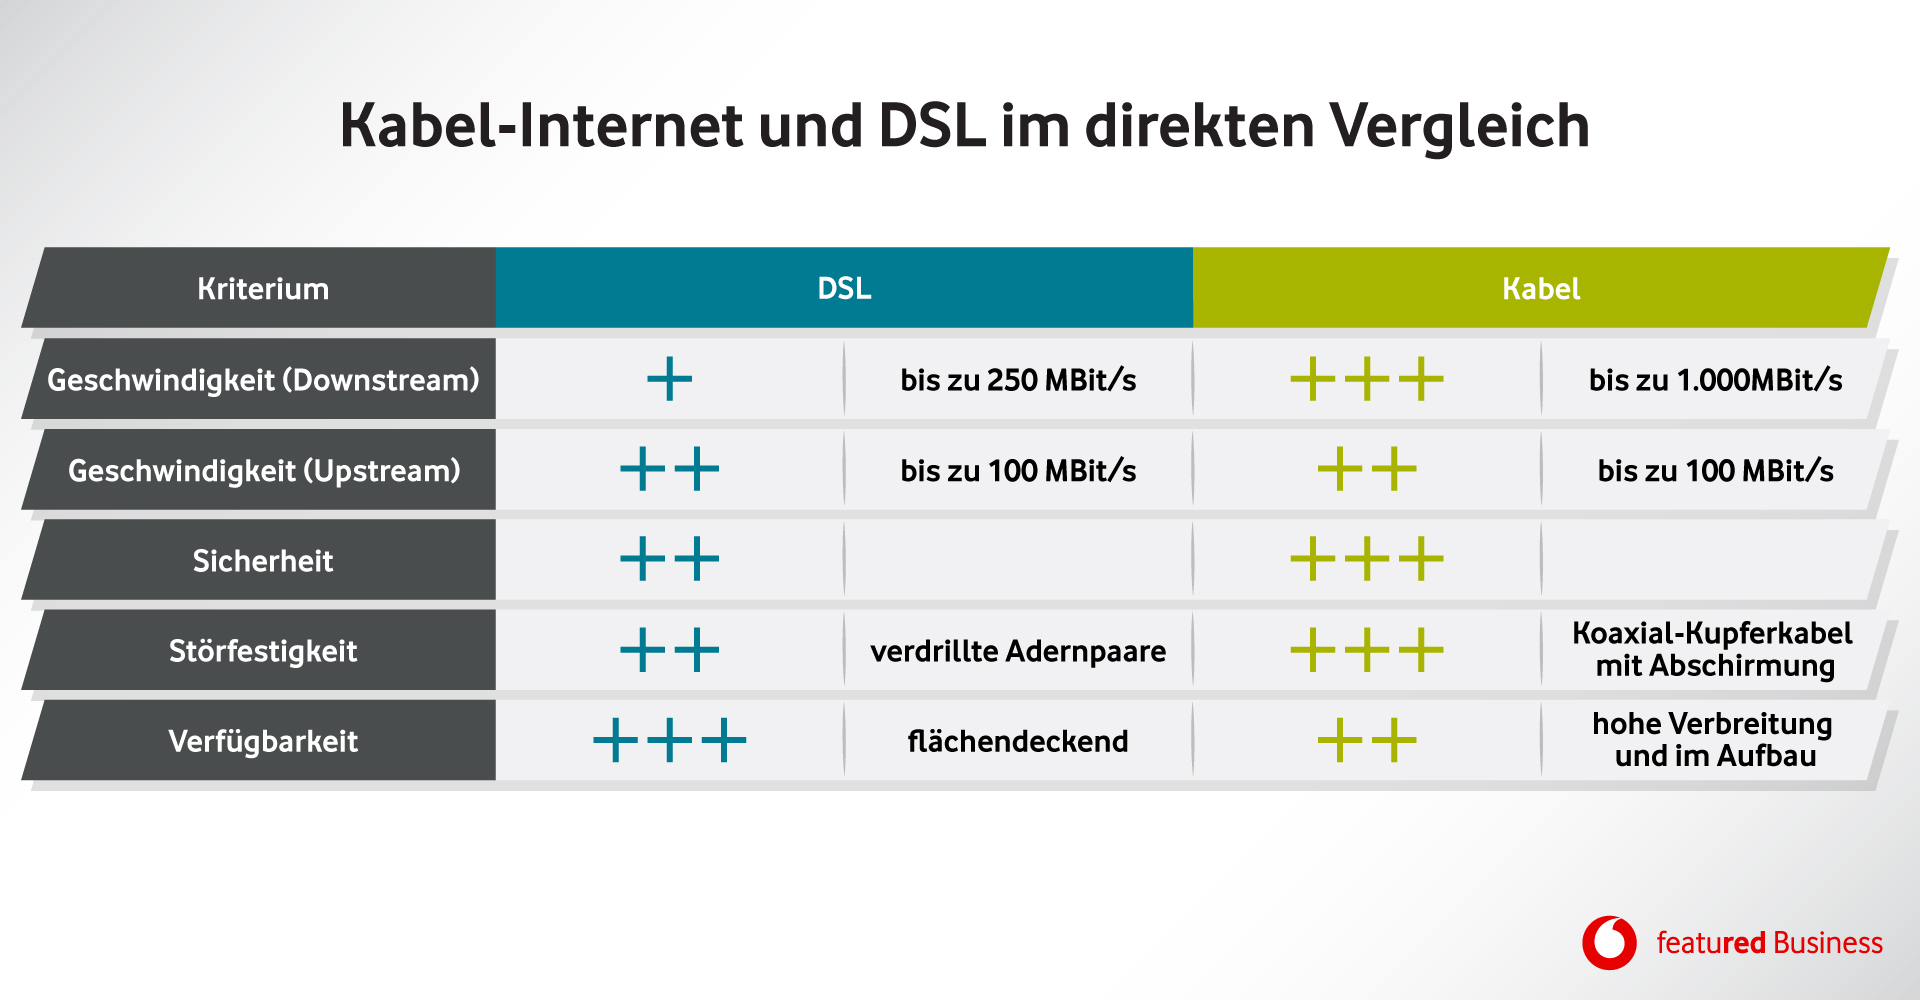 Kabel-Internet und DSL im direkten Vergleich
Kriterium DSL Kabel
Geschwindigkeit (Downstream) + bis zu 250 MBit/s +++ bis zu 1.000MBit/s
Geschwindigkeit (Upstream) ++ bis zu 100 MBit/s ++ bis zu 100 MBit/s
Sicherheit ++ +++
Störfestigkeit ++ verdrillte Adernpaare +++ Koaxial-Kupferkabel
mit Abschirmung
Verfügbarkeit +++ flächendeckend ++ hohe Verbreitung
und im Aufbau
featured Business